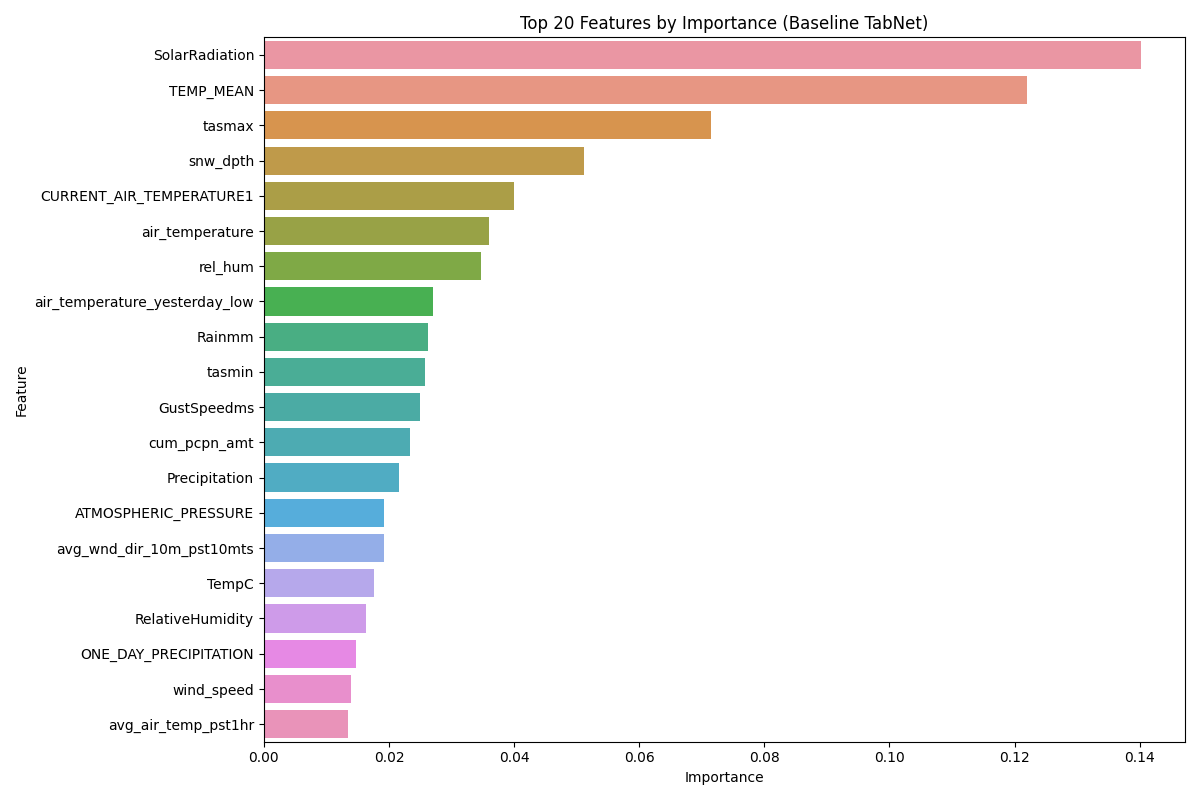 Top 20 Features by Importance (Baseline TabNet)
SolarRadiation
TEMP_MEAN
tasmax
snw_dpth
CURRENT_AIR_TEMPERATURE1
air_temperature
rel_hum
air_temperature_yesterday_low
Rainmm
tasmin
GustSpeedms
cum_pcpn_amt
Precipitation
ATMOSPHERIC_PRESSURE
avg_wnd_dir_10m_pst10mts
TempC
RelativeHumidity
ONE_DAY_PRECIPITATION
wind_speed
avg_air_temp_pst1hr
Feature
0.00 0.02 0.04 0.06 0.08 0.10 0.12 0.14
Importance